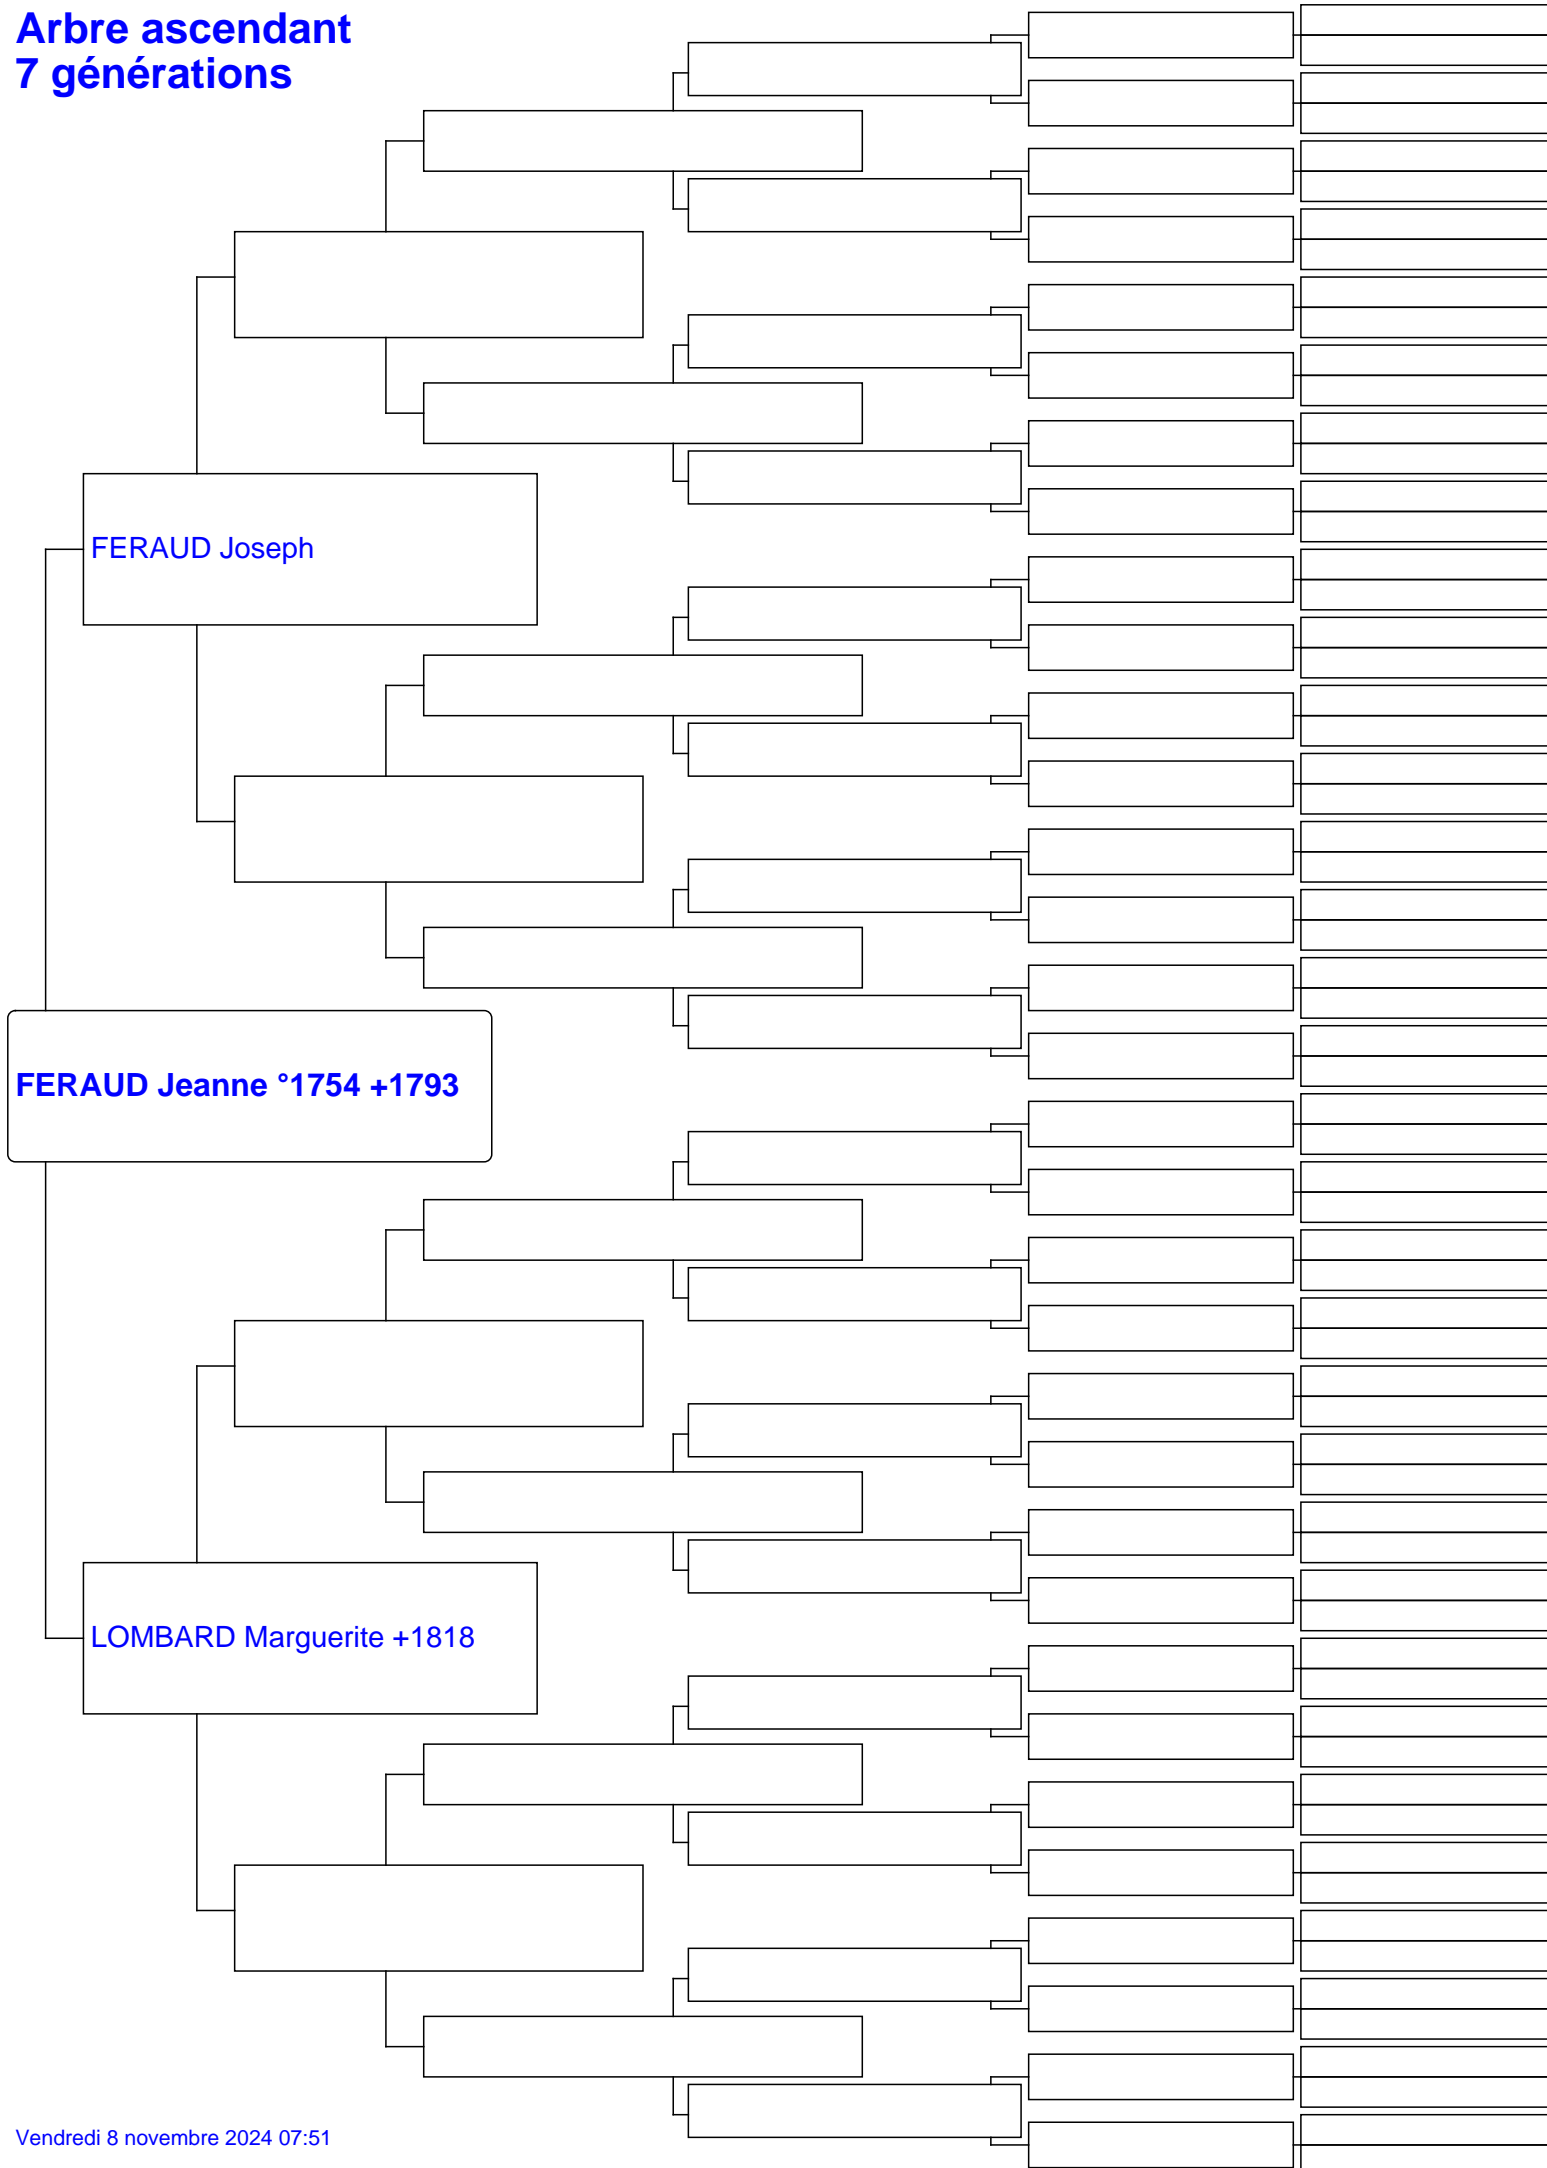 Arbre ascendant
7 générations
FERAUD Joseph
FERAUD Jeanne °1754 +1793
LOMBARD Marguerite +1818
Vendredi 8 novembre 2024 07:51